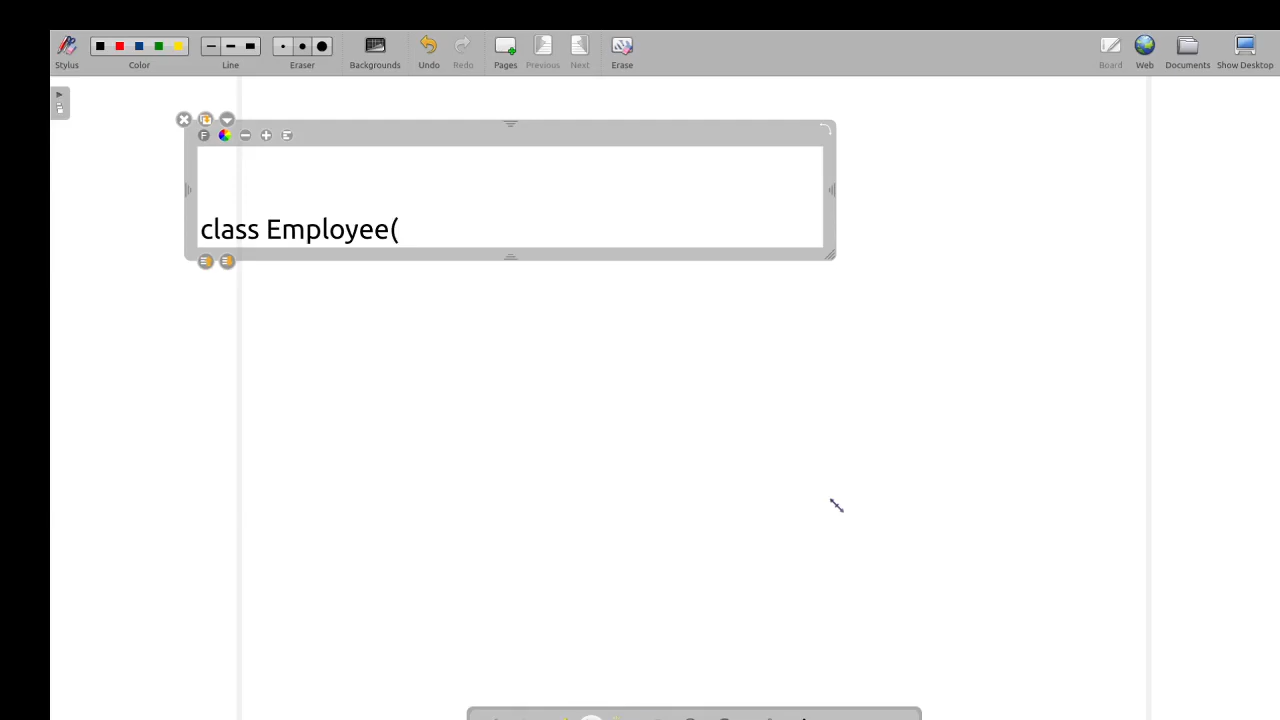 Stylus
Color
Line
Eraser
Backgrounds
Undo
Redo
Pages
Previous
Next
Erase
Board
Web
Documents
Show Desktop
F
class Employee(